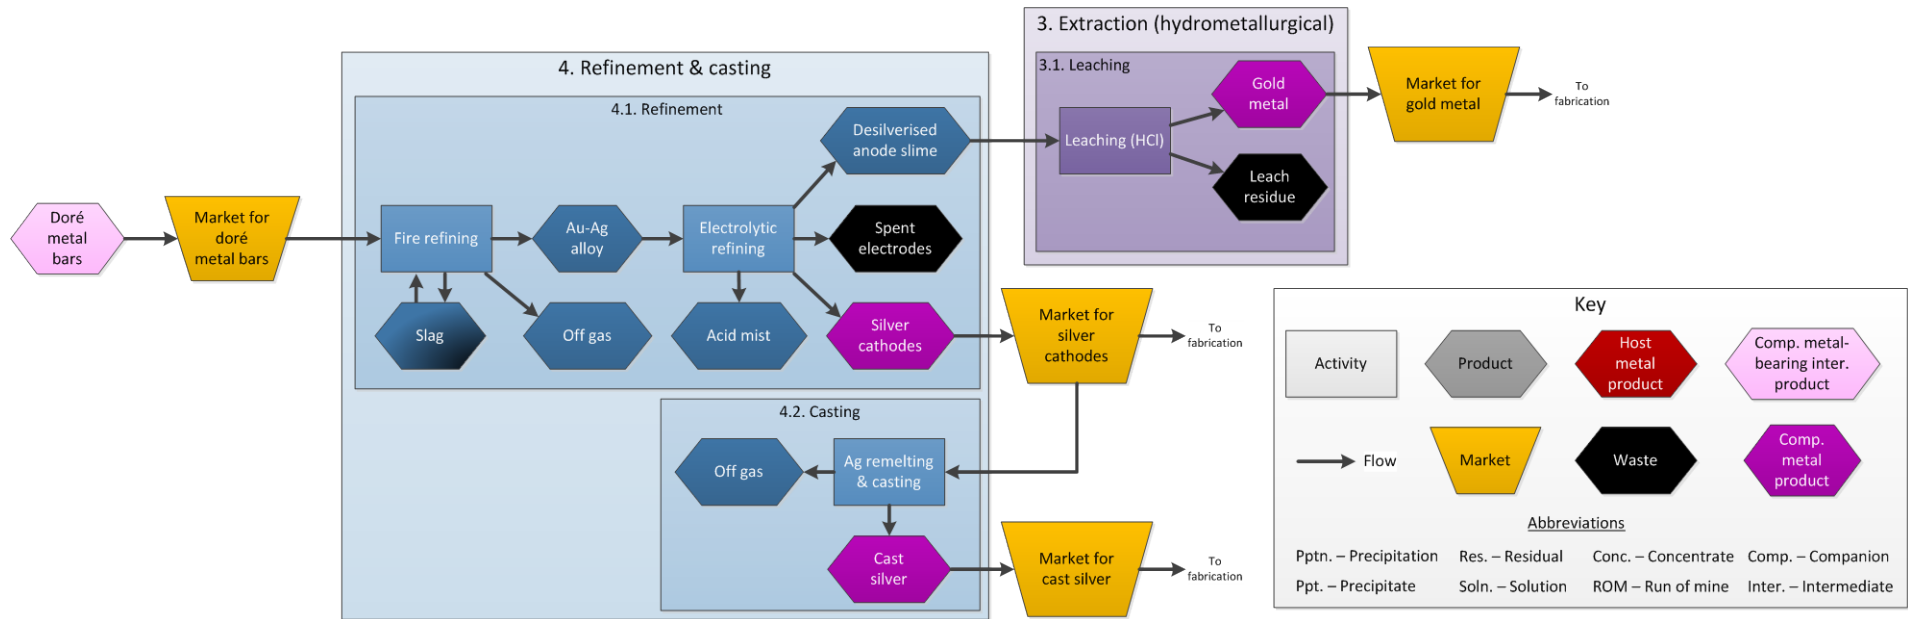 3. Extraction (hydrometallurgical)
4. Refinement & casting
3.1. Leaching
4.1. Refinement
Gold
metal
Market for
gold metal
To
fabrication
Desilverised
anode slime
Leaching (HCl)
Leach
residue
Doré
metal
bars
Market for
doré
metal bars
Fire refining
Au-Ag
alloy
Electrolytic
refining
Spent
electrodes
Slag
Off gas
Acid mist
Silver
cathodes
Market for
silver
cathodes
To
fabrication
4.2. Casting
Off gas
Ag remelting
& casting
Cast
silver
Market for
cast silver
To
fabrication
Key
Activity
Product
Host
metal
product
Comp. metal-
bearing inter.
product
Flow
Market
Waste
Comp.
metal
product
Abbreviations
Pptn. – Precipitation
Res. – Residual
Conc. – Concentrate
Comp. – Companion
Ppt. – Precipitate
Soln. – Solution
ROM – Run of mine
Inter. – Intermediate